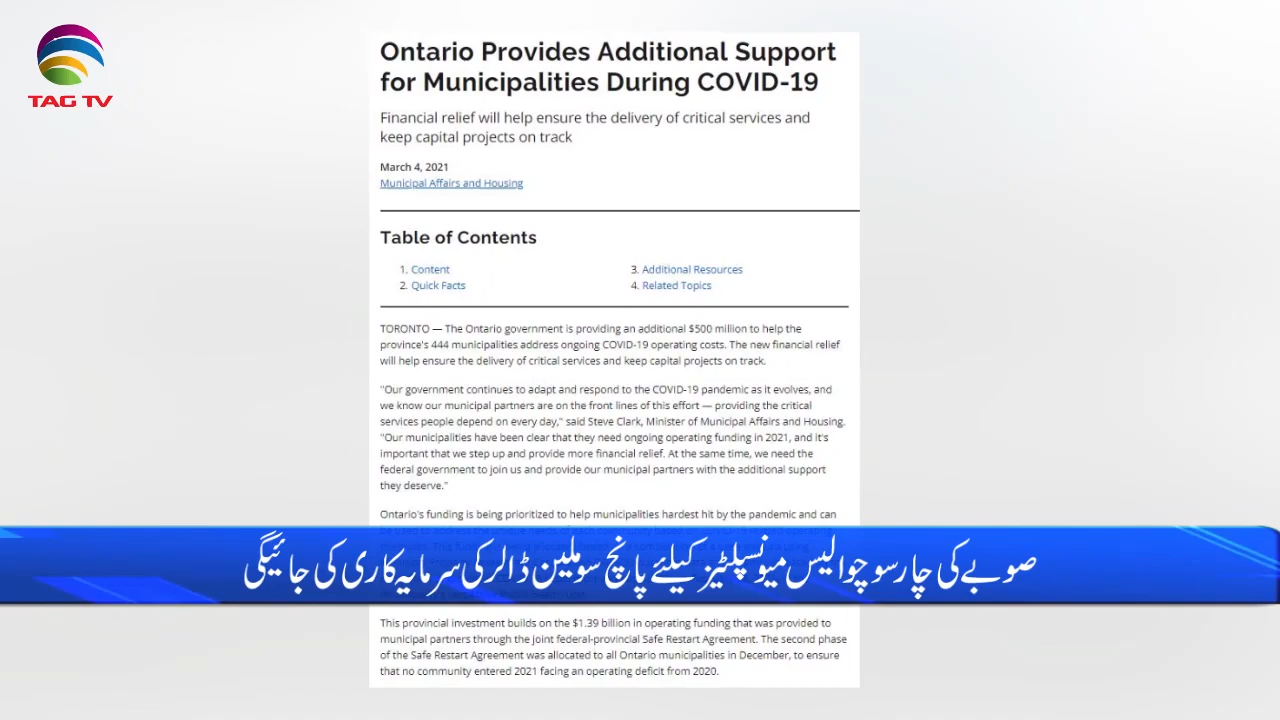 TAG TV
Ontario Provides Additional Support
for Municipalities During COVID-19
Financial relief will help ensure the delivery of critical services and
keep capital projects on track
March 4, 2021
Municipal Affairs and Housing
Table of Contents
1. Content
2. Quick Facts
3. Additional Resources
4. Related Topics
TORONTO — The Ontario government is providing an additional $500 million to help the
province's 444 municipalities address ongoing COVID-19 operating costs. The new financial relief
will help ensure the delivery of critical services and keep capital projects on track.
"Our government continues to adapt and respond to the COVID-19 pandemic as it evolves, and
we know our municipal partners are on the front lines of this effort — providing the critical
services people depend on every day," said Steve Clark, Minister of Municipal Affairs and Housing.
"Our municipalities have been clear that they need ongoing operating funding in 2021, and it's
important that we step up and provide more financial relief. At the same time, we need the
federal government to join us and provide our municipal partners with the additional support
they deserve."
Ontario's funding is being prioritized to help municipalities hardest hit by the pandemic and can
صوبے کی چار سو چوالیس میونسپلٹیز کیلئے پانچ سو ملین ڈالر کی سرمایہ کاری کی جائیگی
This provincial investment builds on the $1.39 billion in operating funding that was provided to
municipal partners through the joint federal-provincial Safe Restart Agreement. The second phase
of the Safe Restart Agreement was allocated to all Ontario municipalities in December, to ensure
that no community entered 2021 facing an operating deficit from 2020.